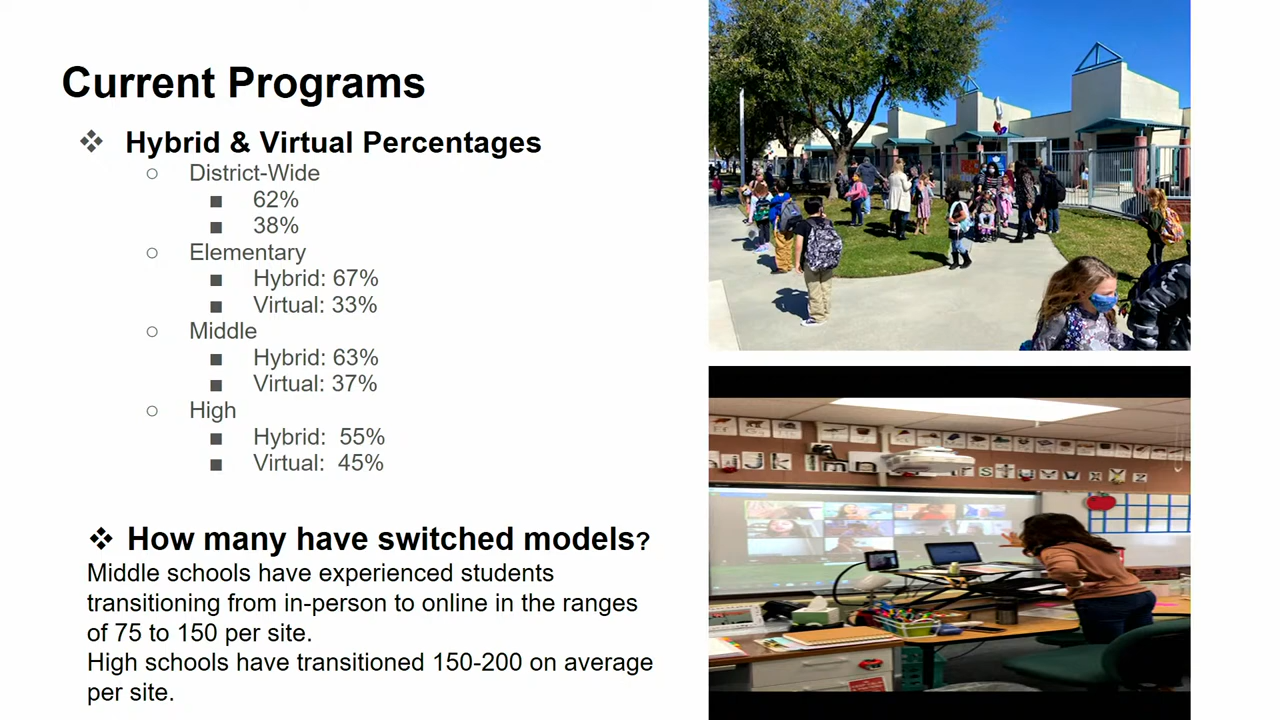 Current Programs
❖ Hybrid & Virtual Percentages
○ District-Wide
■ 62%
■ 38%
○ Elementary
■ Hybrid: 67%
■ Virtual: 33%
○ Middle
■ Hybrid: 63%
■ Virtual: 37%
○ High
■ Hybrid: 55%
■ Virtual: 45%
❖ How many have switched models?
Middle schools have experienced students
transitioning from in-person to online in the ranges
of 75 to 150 per site.
High schools have transitioned 150-200 on average
per site.